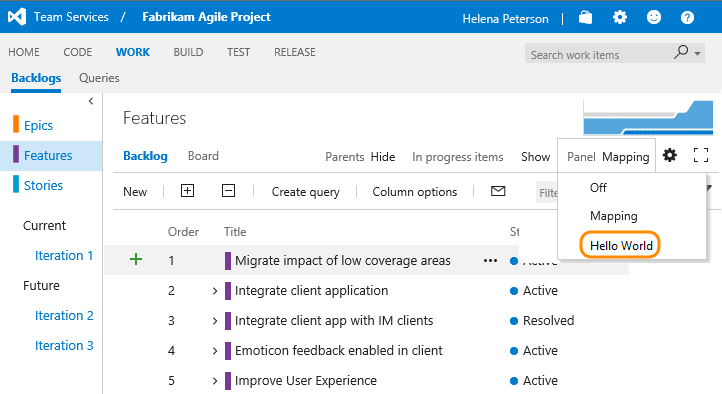 Team Services / Fabrikam Agile Project Helena Peterson
HOME CODE WORK BUILD TEST RELEASE Search work items
Backlogs Queries
Epics
Features
Stories
Current
Iteration 1
Future
Iteration 2
Iteration 3
Features
Backlog Board Parents Hide In progress items Show Panel Mapping
Off
Mapping
Hello World
New Create query Column options Filte
Order Title St
1 Migrate impact of low coverage areas ... Active
2 Integrate client application Active
3 Integrate client app with IM clients Resolved
4 Emoticon feedback enabled in client Active
5 Improve User Experience Active